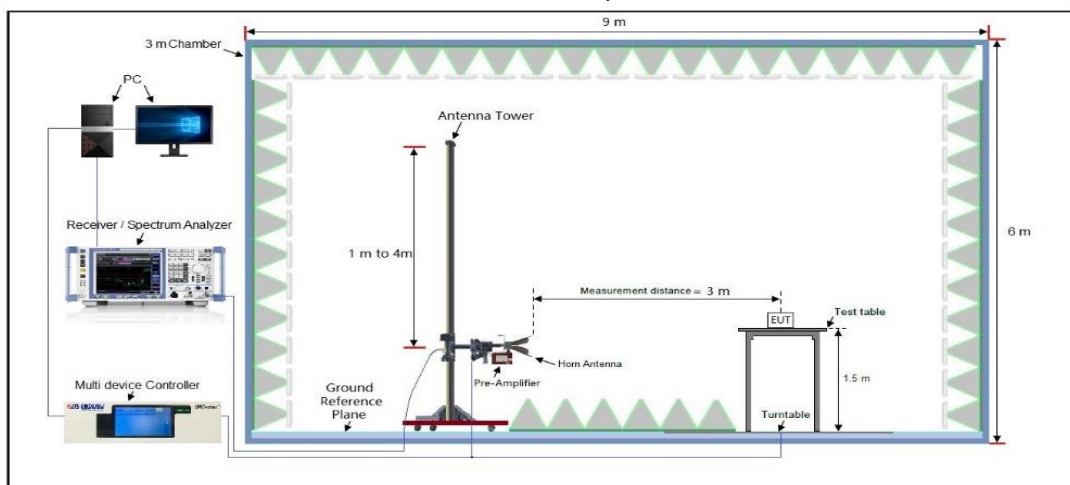 9 m
3 m Chamber
PC
Antenna Tower
Receiver / Spectrum Analyzer
1 m to 4m
6 m
Measurement distance = 3 m
EUT
Test table
Horn Antenna
Pre-Amplifier
1.5 m
Multi device Controller
Ground
Reference
Plane
Turntable